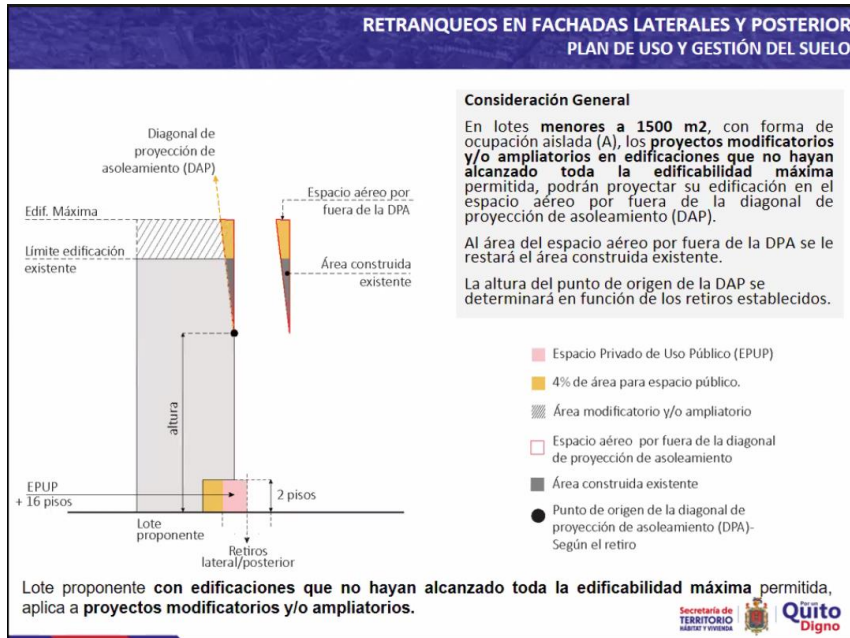 RETRANQUEOS EN FACHADAS LATERALES Y POSTERIOR
PLAN DE USO Y GESTIÓN DEL SUELO
Consideración General
En lotes menores a 1500 m2, con forma de
ocupación aislada (A), los proyectos modificatorios
y/o ampliatorios en edificaciones que no hayan
alcanzado toda la edificabilidad máxima
permitida, podrán proyectar su edificación en el
espacio aéreo por fuera de la diagonal de
proyección de asoleamiento (DAP).
Al área del espacio aéreo por fuera de la DPA se le
restará el área construida existente.
La altura del punto de origen de la DAP se
determinará en función de los retiros establecidos.
Diagonal de
proyección de
asoleamiento (DAP)
Espacio aéreo por
fuera de la DPA
Edif. Máxima
Límite edificación
existente
Área construida
existente
altura
EPUP
+ 16 pisos
2 pisos
Lote
proponente
Retiros
lateral/posterior
Espacio Privado de Uso Público (EPUP)
4% de área para espacio público.
Área modificatorio y/o ampliatorio
Espacio aéreo por fuera de la diagonal
de proyección de asoleamiento
Área construida existente
Punto de origen de la diagonal de
proyección de asoleamiento (DPA)-
Según el retiro
Lote proponente con edificaciones que no hayan alcanzado toda la edificabilidad máxima permitida,
aplica a proyectos modificatorios y/o ampliatorios.
Secretaría de
TERRITORIO
HÁBITAT Y VIVIENDA
Por un
Quito
Digno